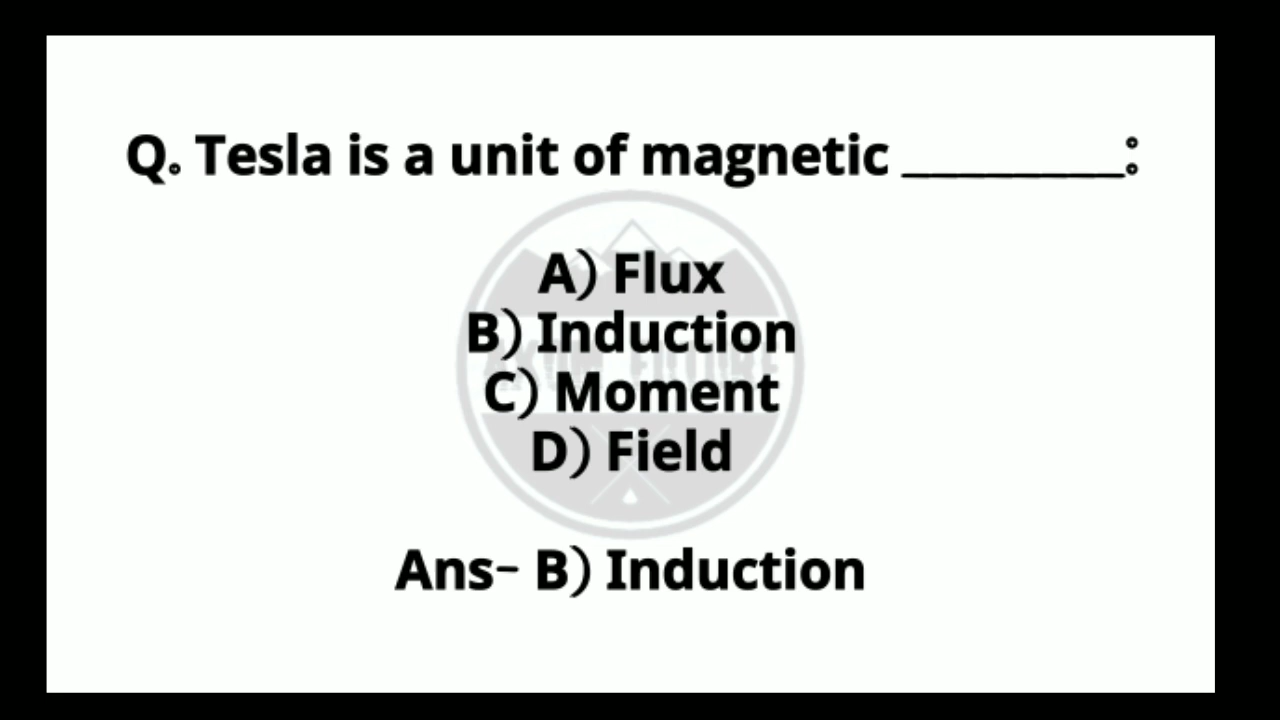 Q. Tesla is a unit of magnetic ________:
A) Flux
B) Induction
C) Moment
D) Field
Ans- B) Induction